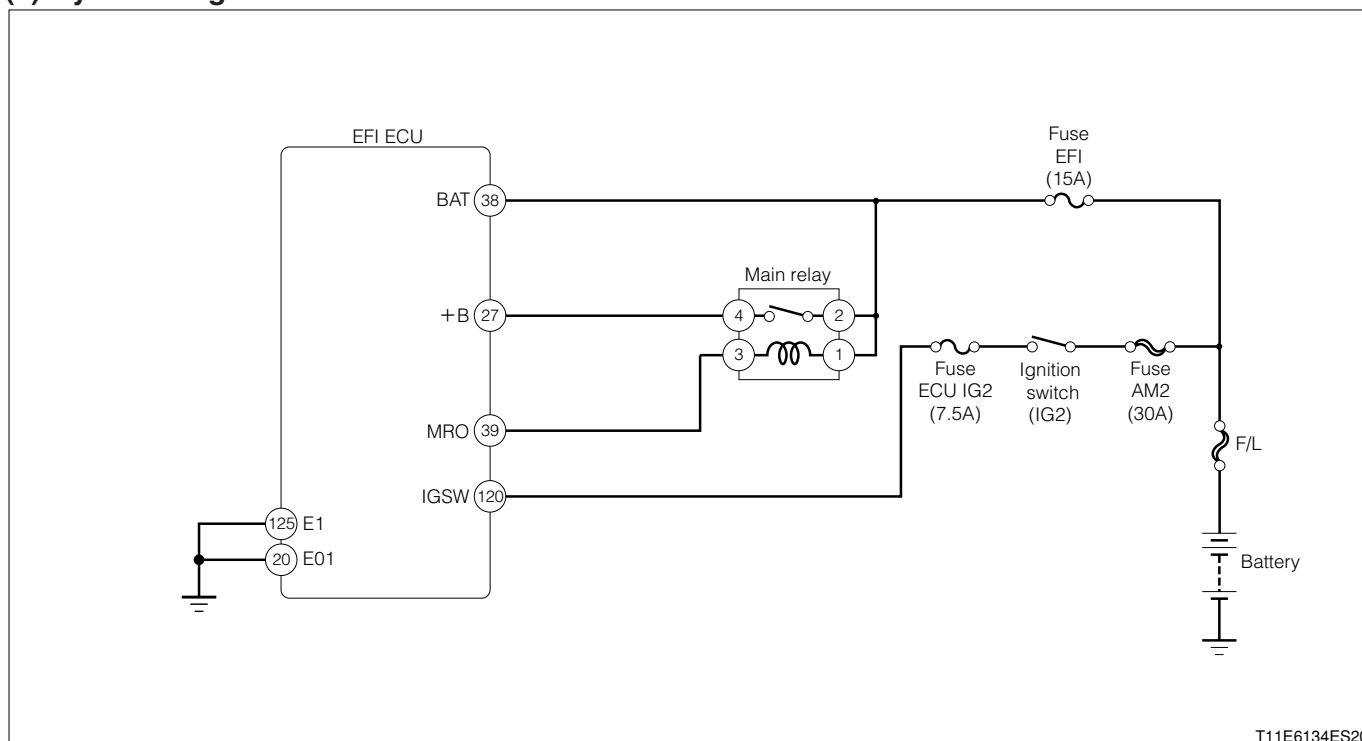 EFI ECU
Fuse
EFI
(15A)
BAT 38
Main relay
+B 27
4
2
3
1
Fuse
ECU IG2
(7.5A)
Ignition
switch
(IG2)
Fuse
AM2
(30A)
MRO 39
F/L
IGSW 120
125 E1
20 E01
Battery
T11E6134ES20